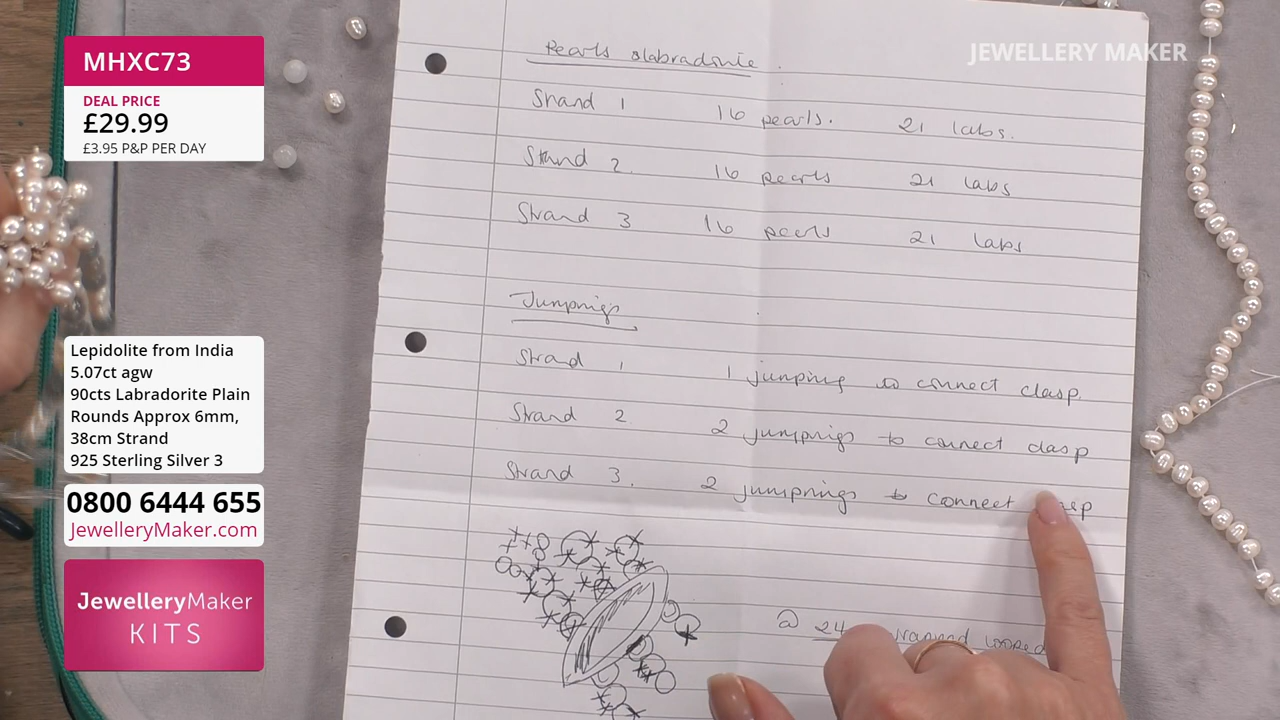 MHXC73
DEAL PRICE
£29.99
£3.95 P&P PER DAY
JEWELLERY MAKER
Pearls & labradorite
Strand 1 16 pearls. 21 labs.
Strand 2. 16 pearls 21 labs
Strand 3 16 pearls 21 labs
Jumprings
Strand 1 1 jumpring to connect clasp
Strand 2 2 jumprings to connect clasp
Strand 3. 2 jumprings to connect
24 looped
Lepidolite from India
5.07ct agw
90cts Labradorite Plain
Rounds Approx 6mm,
38cm Strand
925 Sterling Silver 3
0800 6444 655
JewelleryMaker.com
JewelleryMaker
KITS